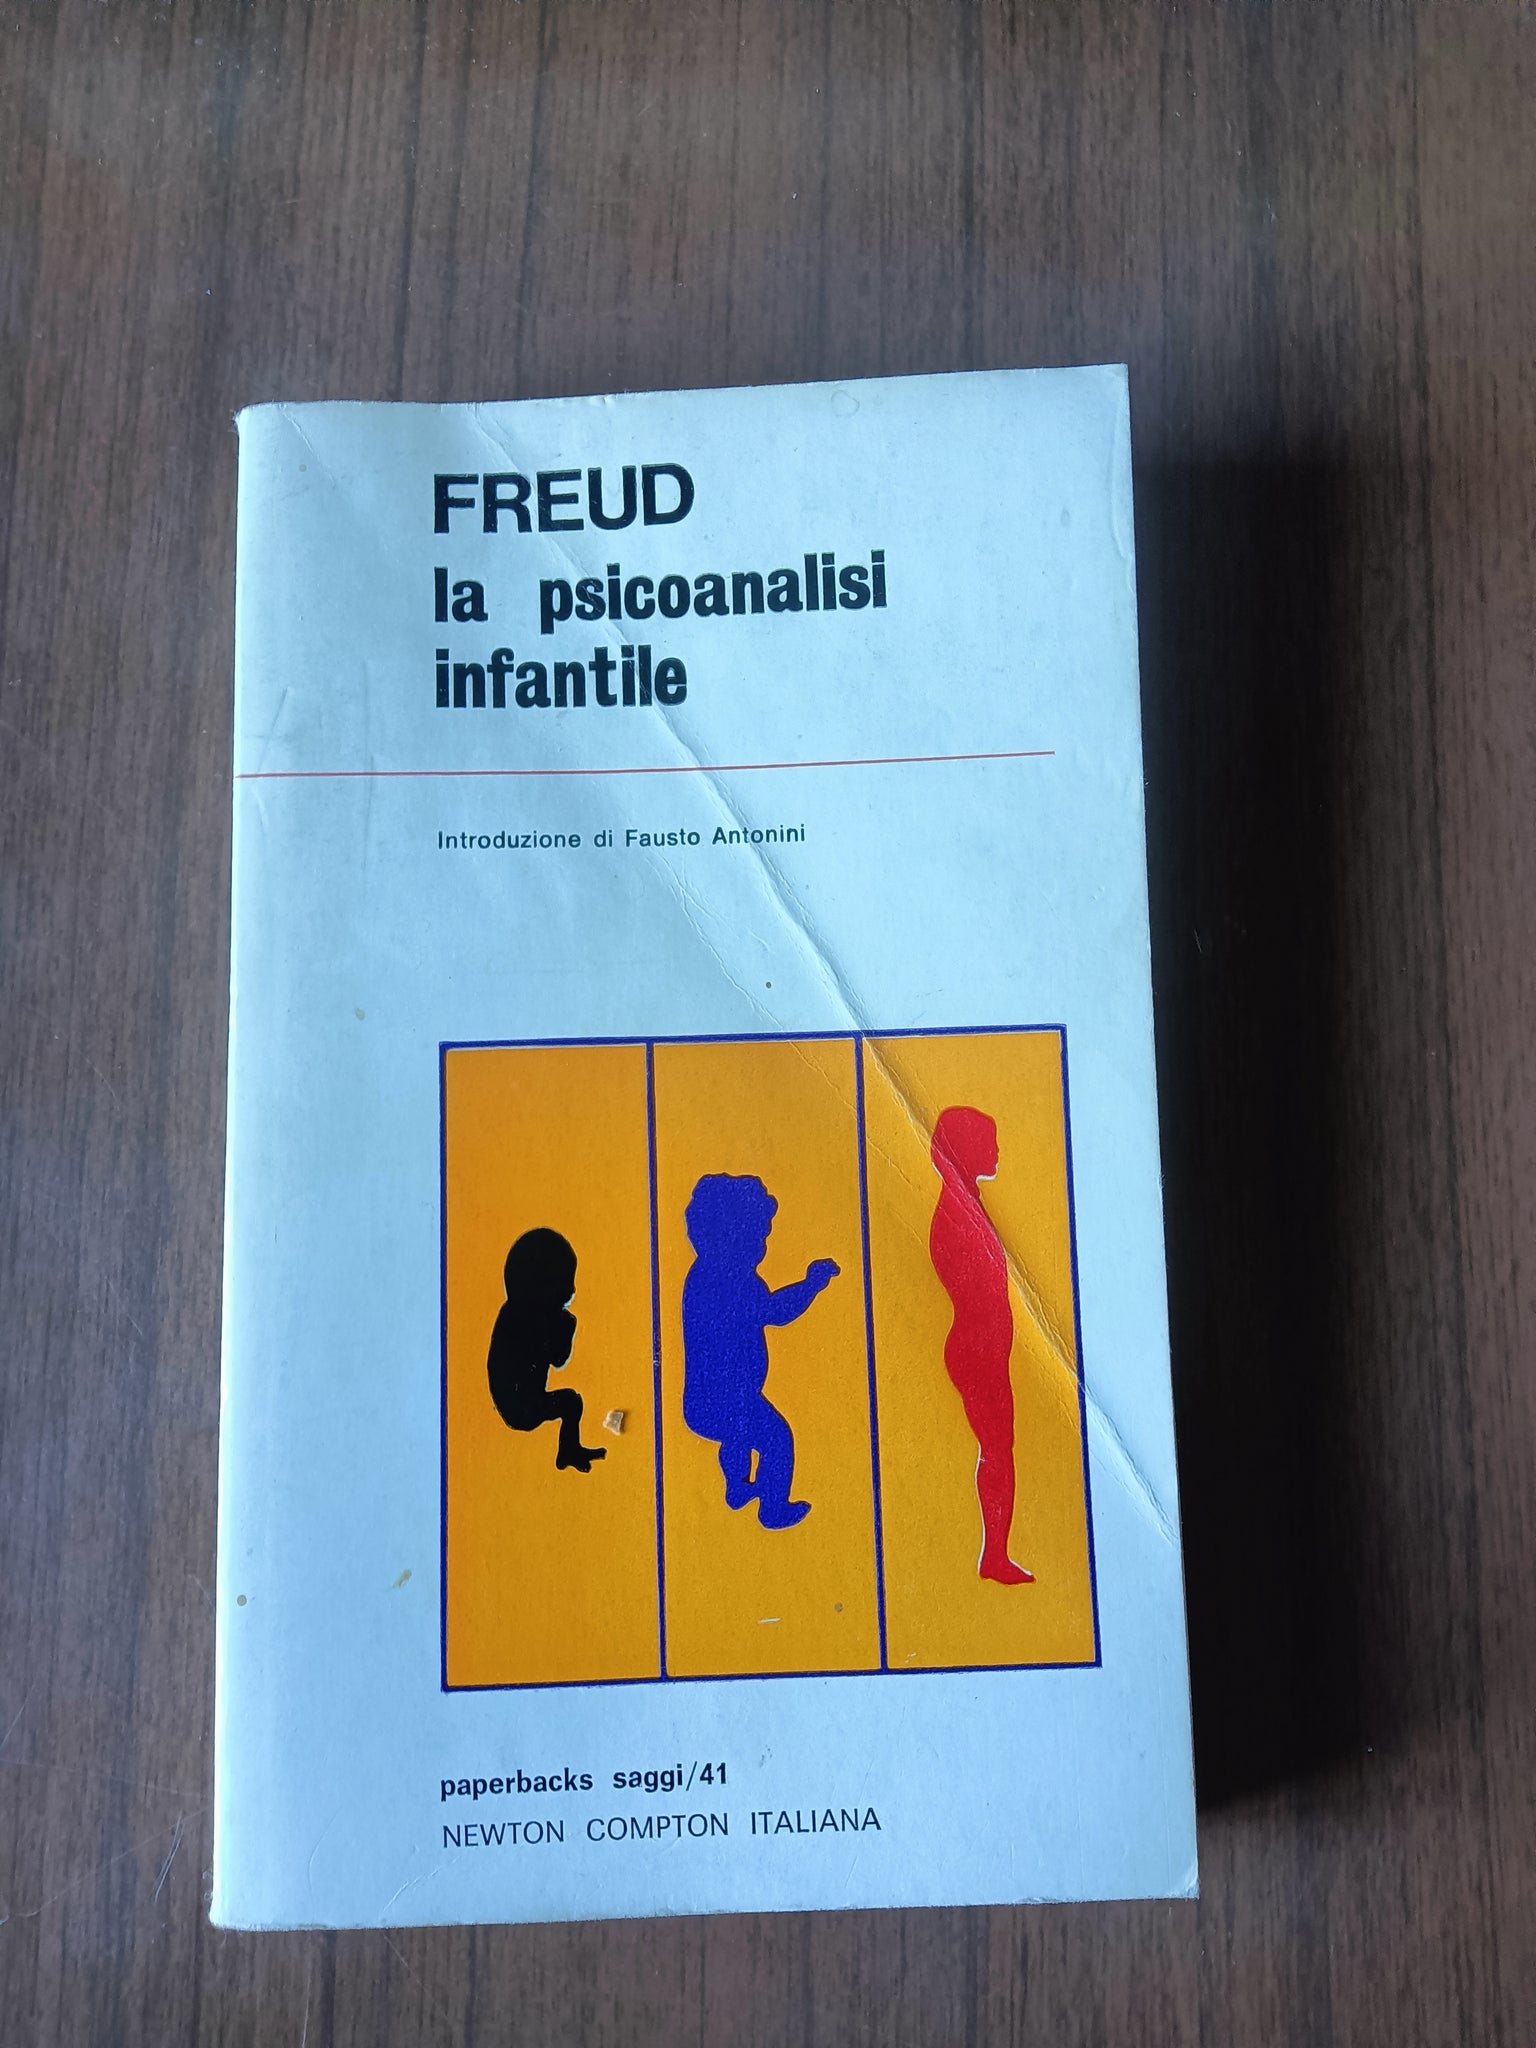 FREUD
la psicoanalisi
infantile
Introduzione di Fausto Antonini
paperbacks saggi/41
NEWTON COMPTON ITALIANA